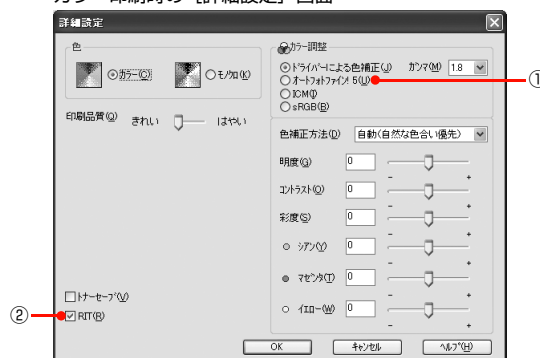 カラー印刷時の［詳細設定］画面
詳細設定
色
カラー(C)
モノクロ(K)
印刷品質(Q)
きれい
はやい
トナーセーブ(V)
②
RIT(R)
カラー調整
ドライバーによる色補正(J)
ガンマ(M)
1.8
オートフォトファイン!5(U)
①
ICM(I)
sRGB(B)
色補正方法(D)
自動(自然な色合い優先)
明度(G)
0
- +
コントラスト(O)
0
- +
彩度(S)
0
- +
シアン(Y)
0
- +
マゼンタ(T)
0
- +
イエロー(W)
0
- +
OK
キャンセル
ヘルプ(H)